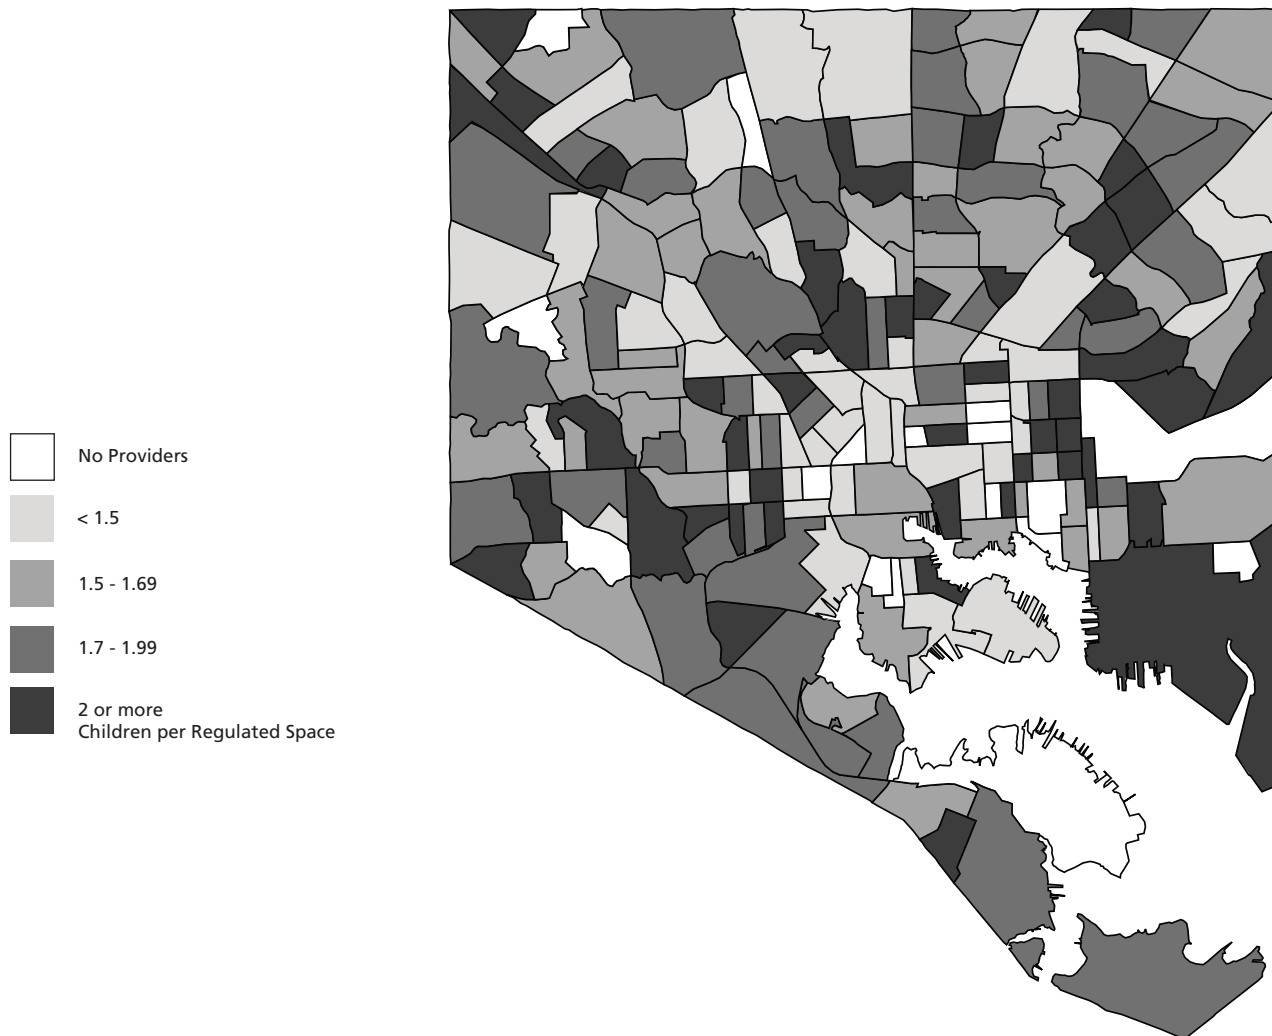 No Providers
< 1.5
1.5 - 1.69
1.7 - 1.99
2 or more
Children per Regulated Space